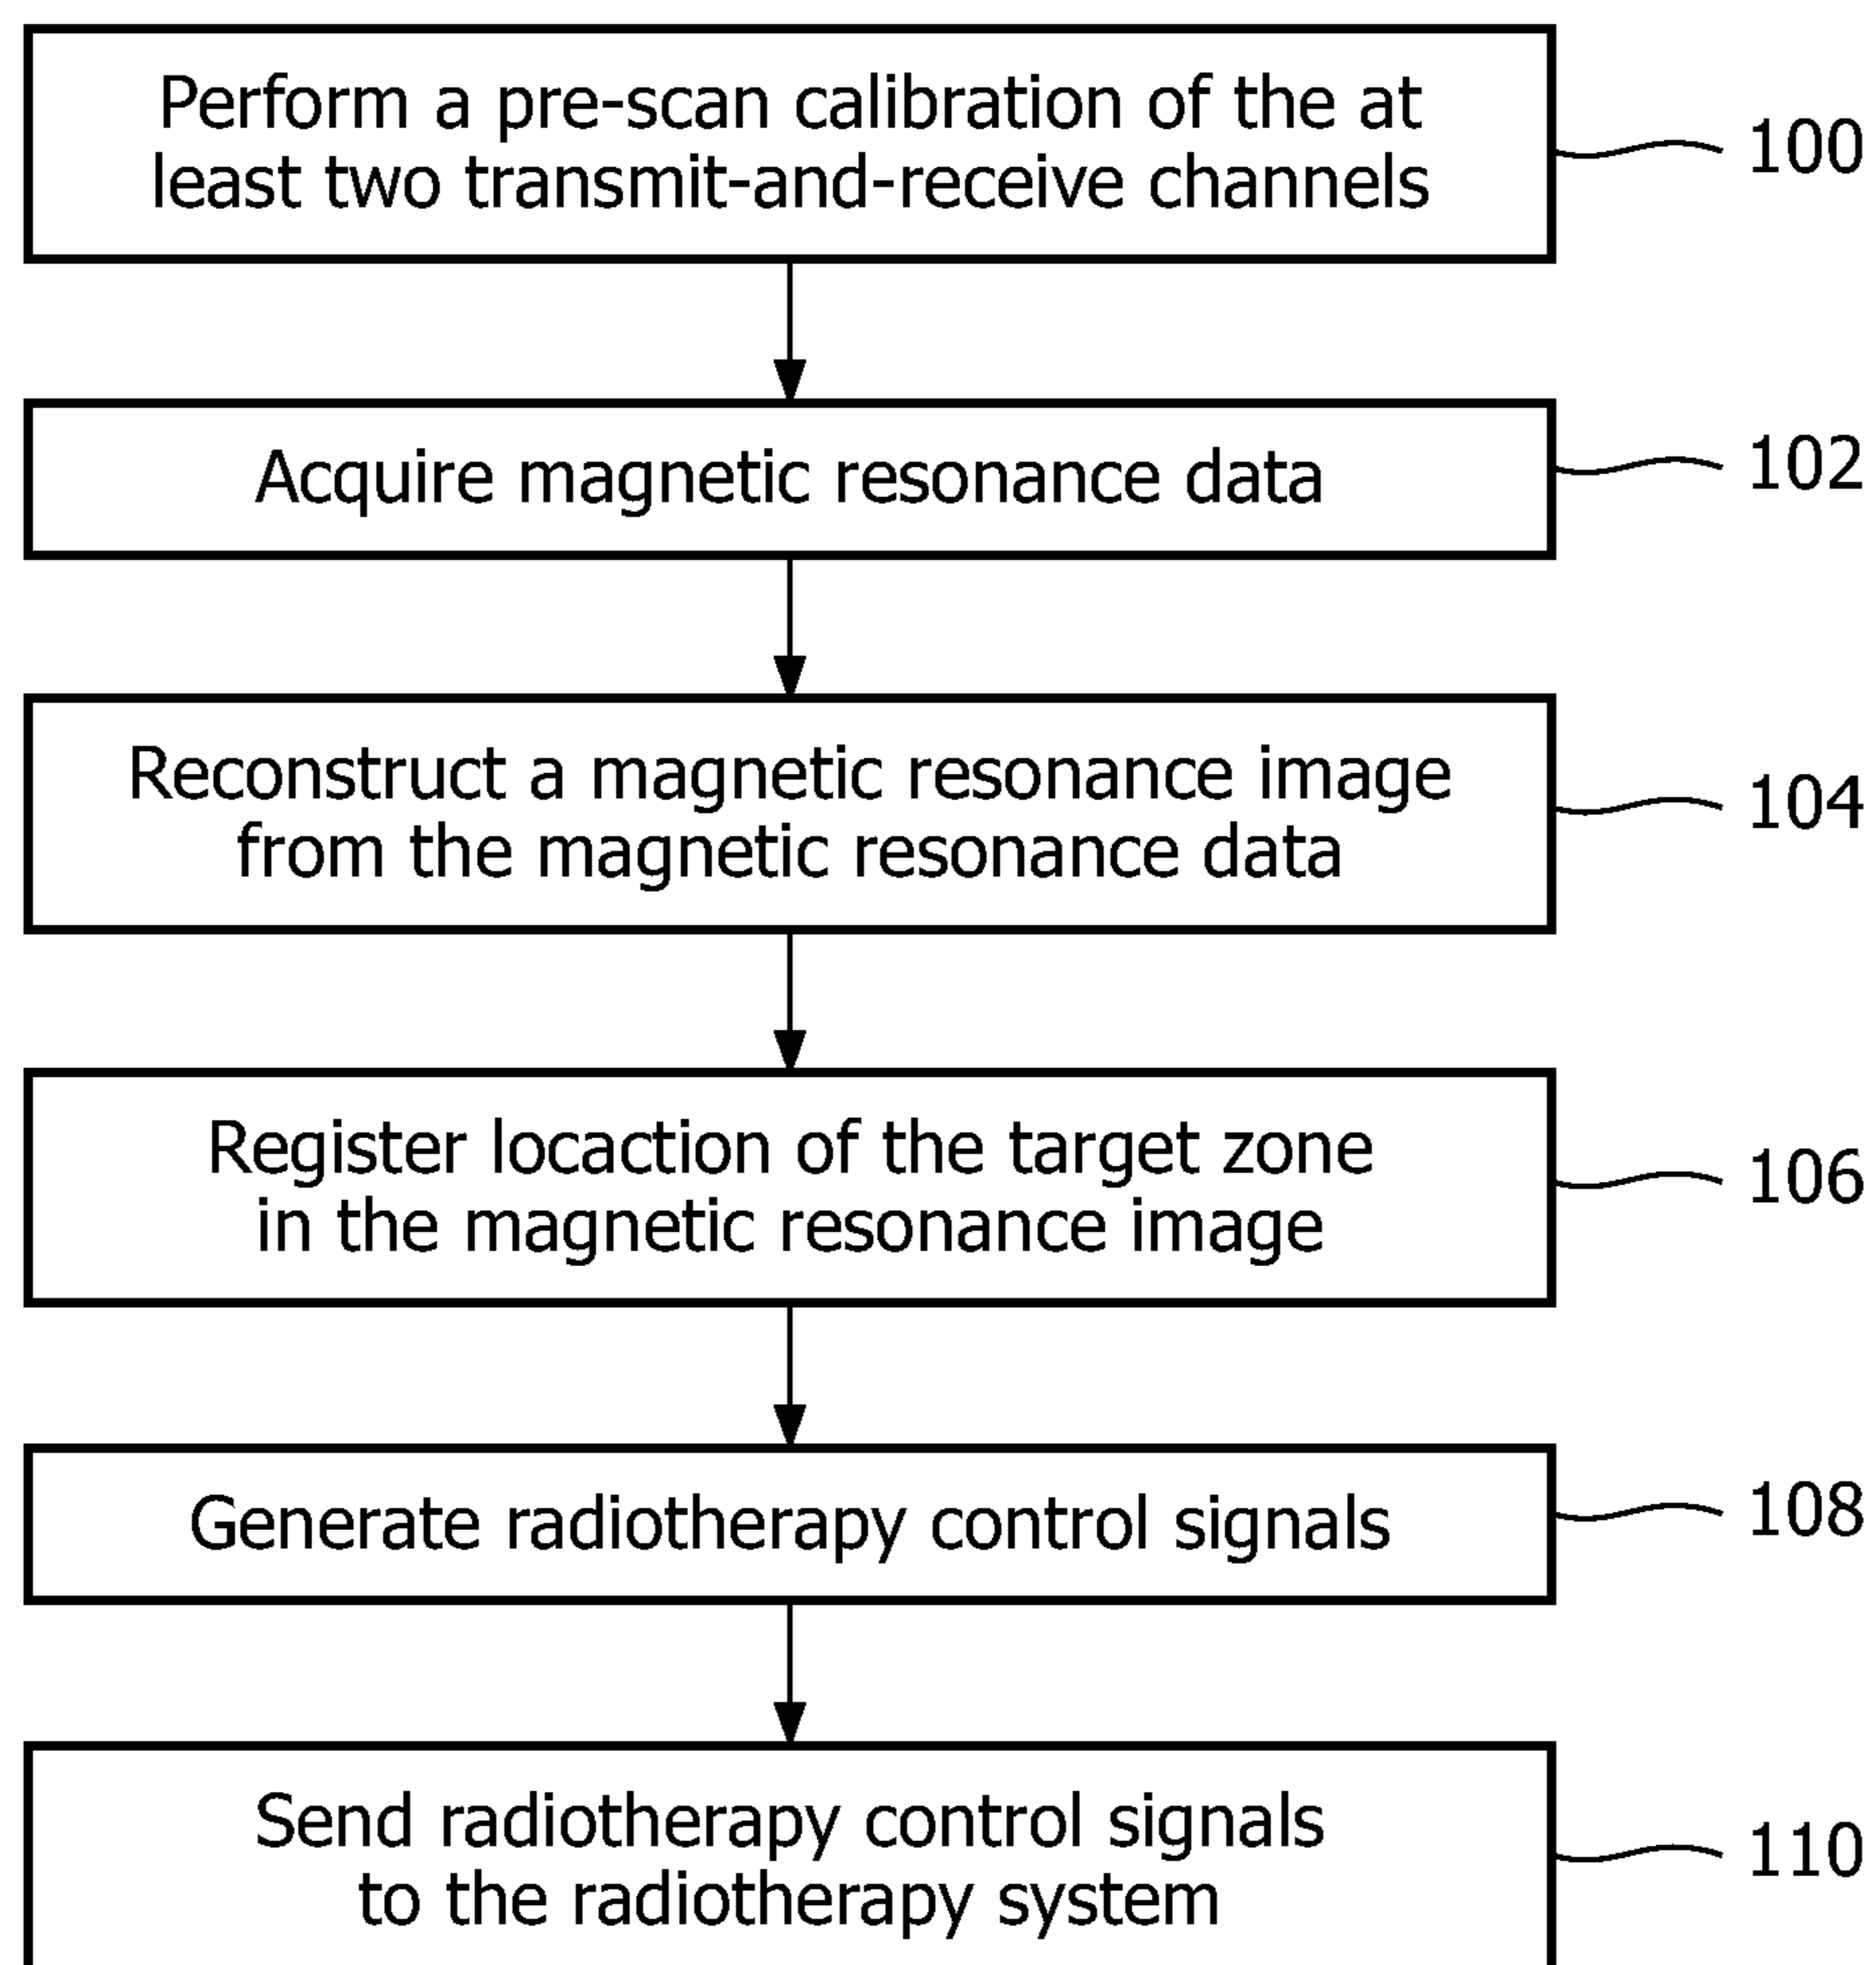 Perform a pre-scan calibration of the at
least two transmit-and-receive channels
100
Acquire magnetic resonance data
102
Reconstruct a magnetic resonance image
from the magnetic resonance data
104
Register locaction of the target zone
in the magnetic resonance image
106
Generate radiotherapy control signals
108
Send radiotherapy control signals
to the radiotherapy system
110